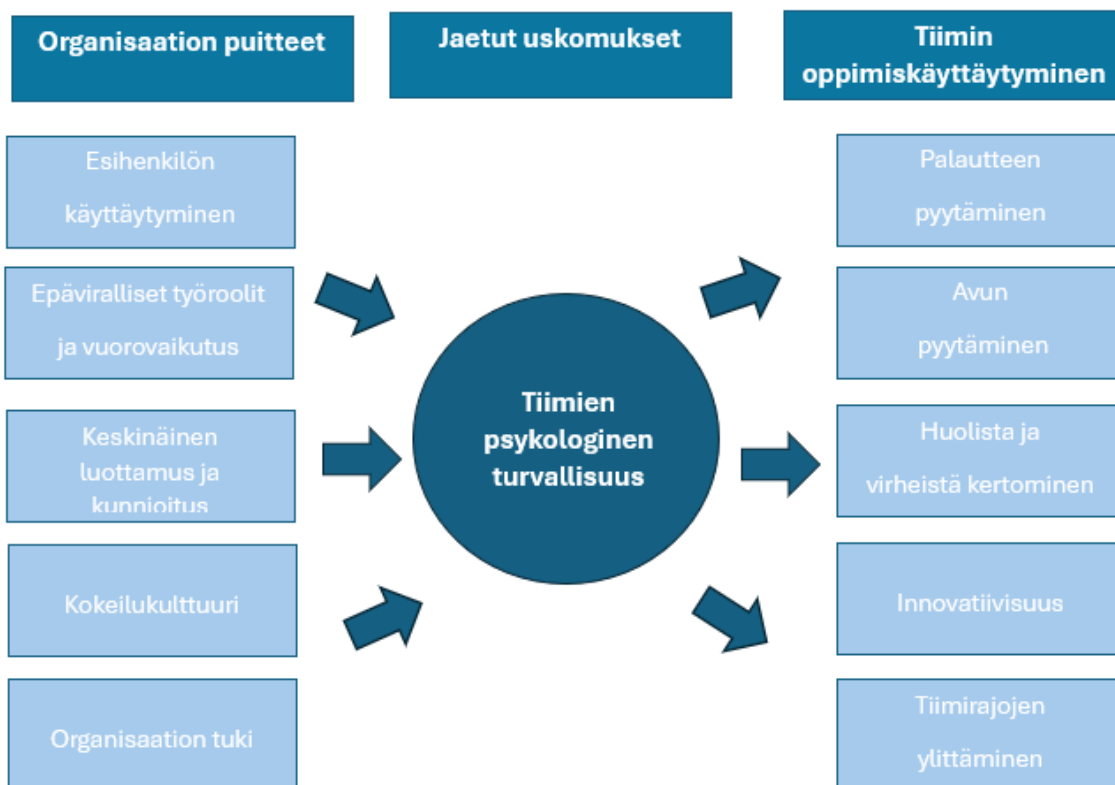 Organisaation puitteet
Jaetut uskomukset
Tiimin
oppimiskäyttäytyminen
Esihenkilön
käyttäytyminen
Epäviralliset työroolit
ja vuorovaikutus
Keskinäinen
luottamus ja
kunnioitus
Kokeilukulttuuri
Organisaation tuki
Tiimien
psykologinen
turvallisuus
Palautteen
pyytäminen
Avun
pyytäminen
Huolista ja
virheistä kertominen
Innovatiivisuus
Tiimirajojen
ylittäminen